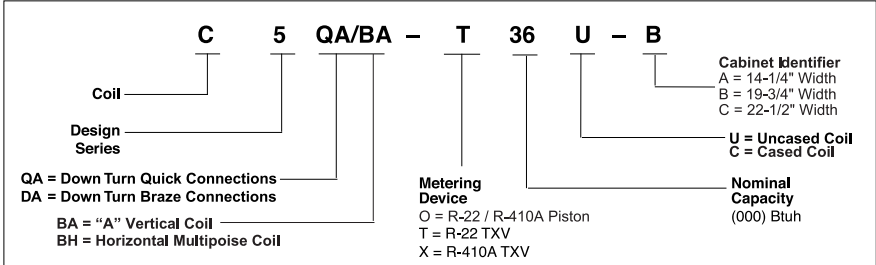 C 5 QA/BA – T 36 U – B
Coil
Design
Series
QA = Down Turn Quick Connections
DA = Down Turn Braze Connections
BA = “A” Vertical Coil
BH = Horizontal Multipoise Coil
Metering
Device
O = R-22 / R-410A Piston
T = R-22 TXV
X = R-410A TXV
Cabinet Identifier
A = 14-1/4" Width
B = 19-3/4" Width
C = 22-1/2" Width
U = Uncased Coil
C = Cased Coil
Nominal
Capacity
(000) Btuh